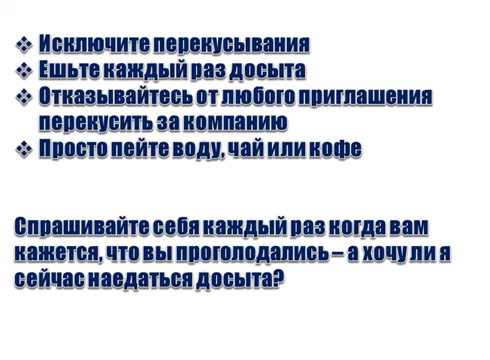 ❖ Исключите перекусывания
❖ Ешьте каждый раз досыта
❖ Отказывайтесь от любого приглашения
перекусить за компанию
❖ Просто пейте воду, чай или кофе
Спрашивайте себя каждый раз когда вам
кажется, что вы проголодались – а хочу ли я
сейчас наедаться досыта?